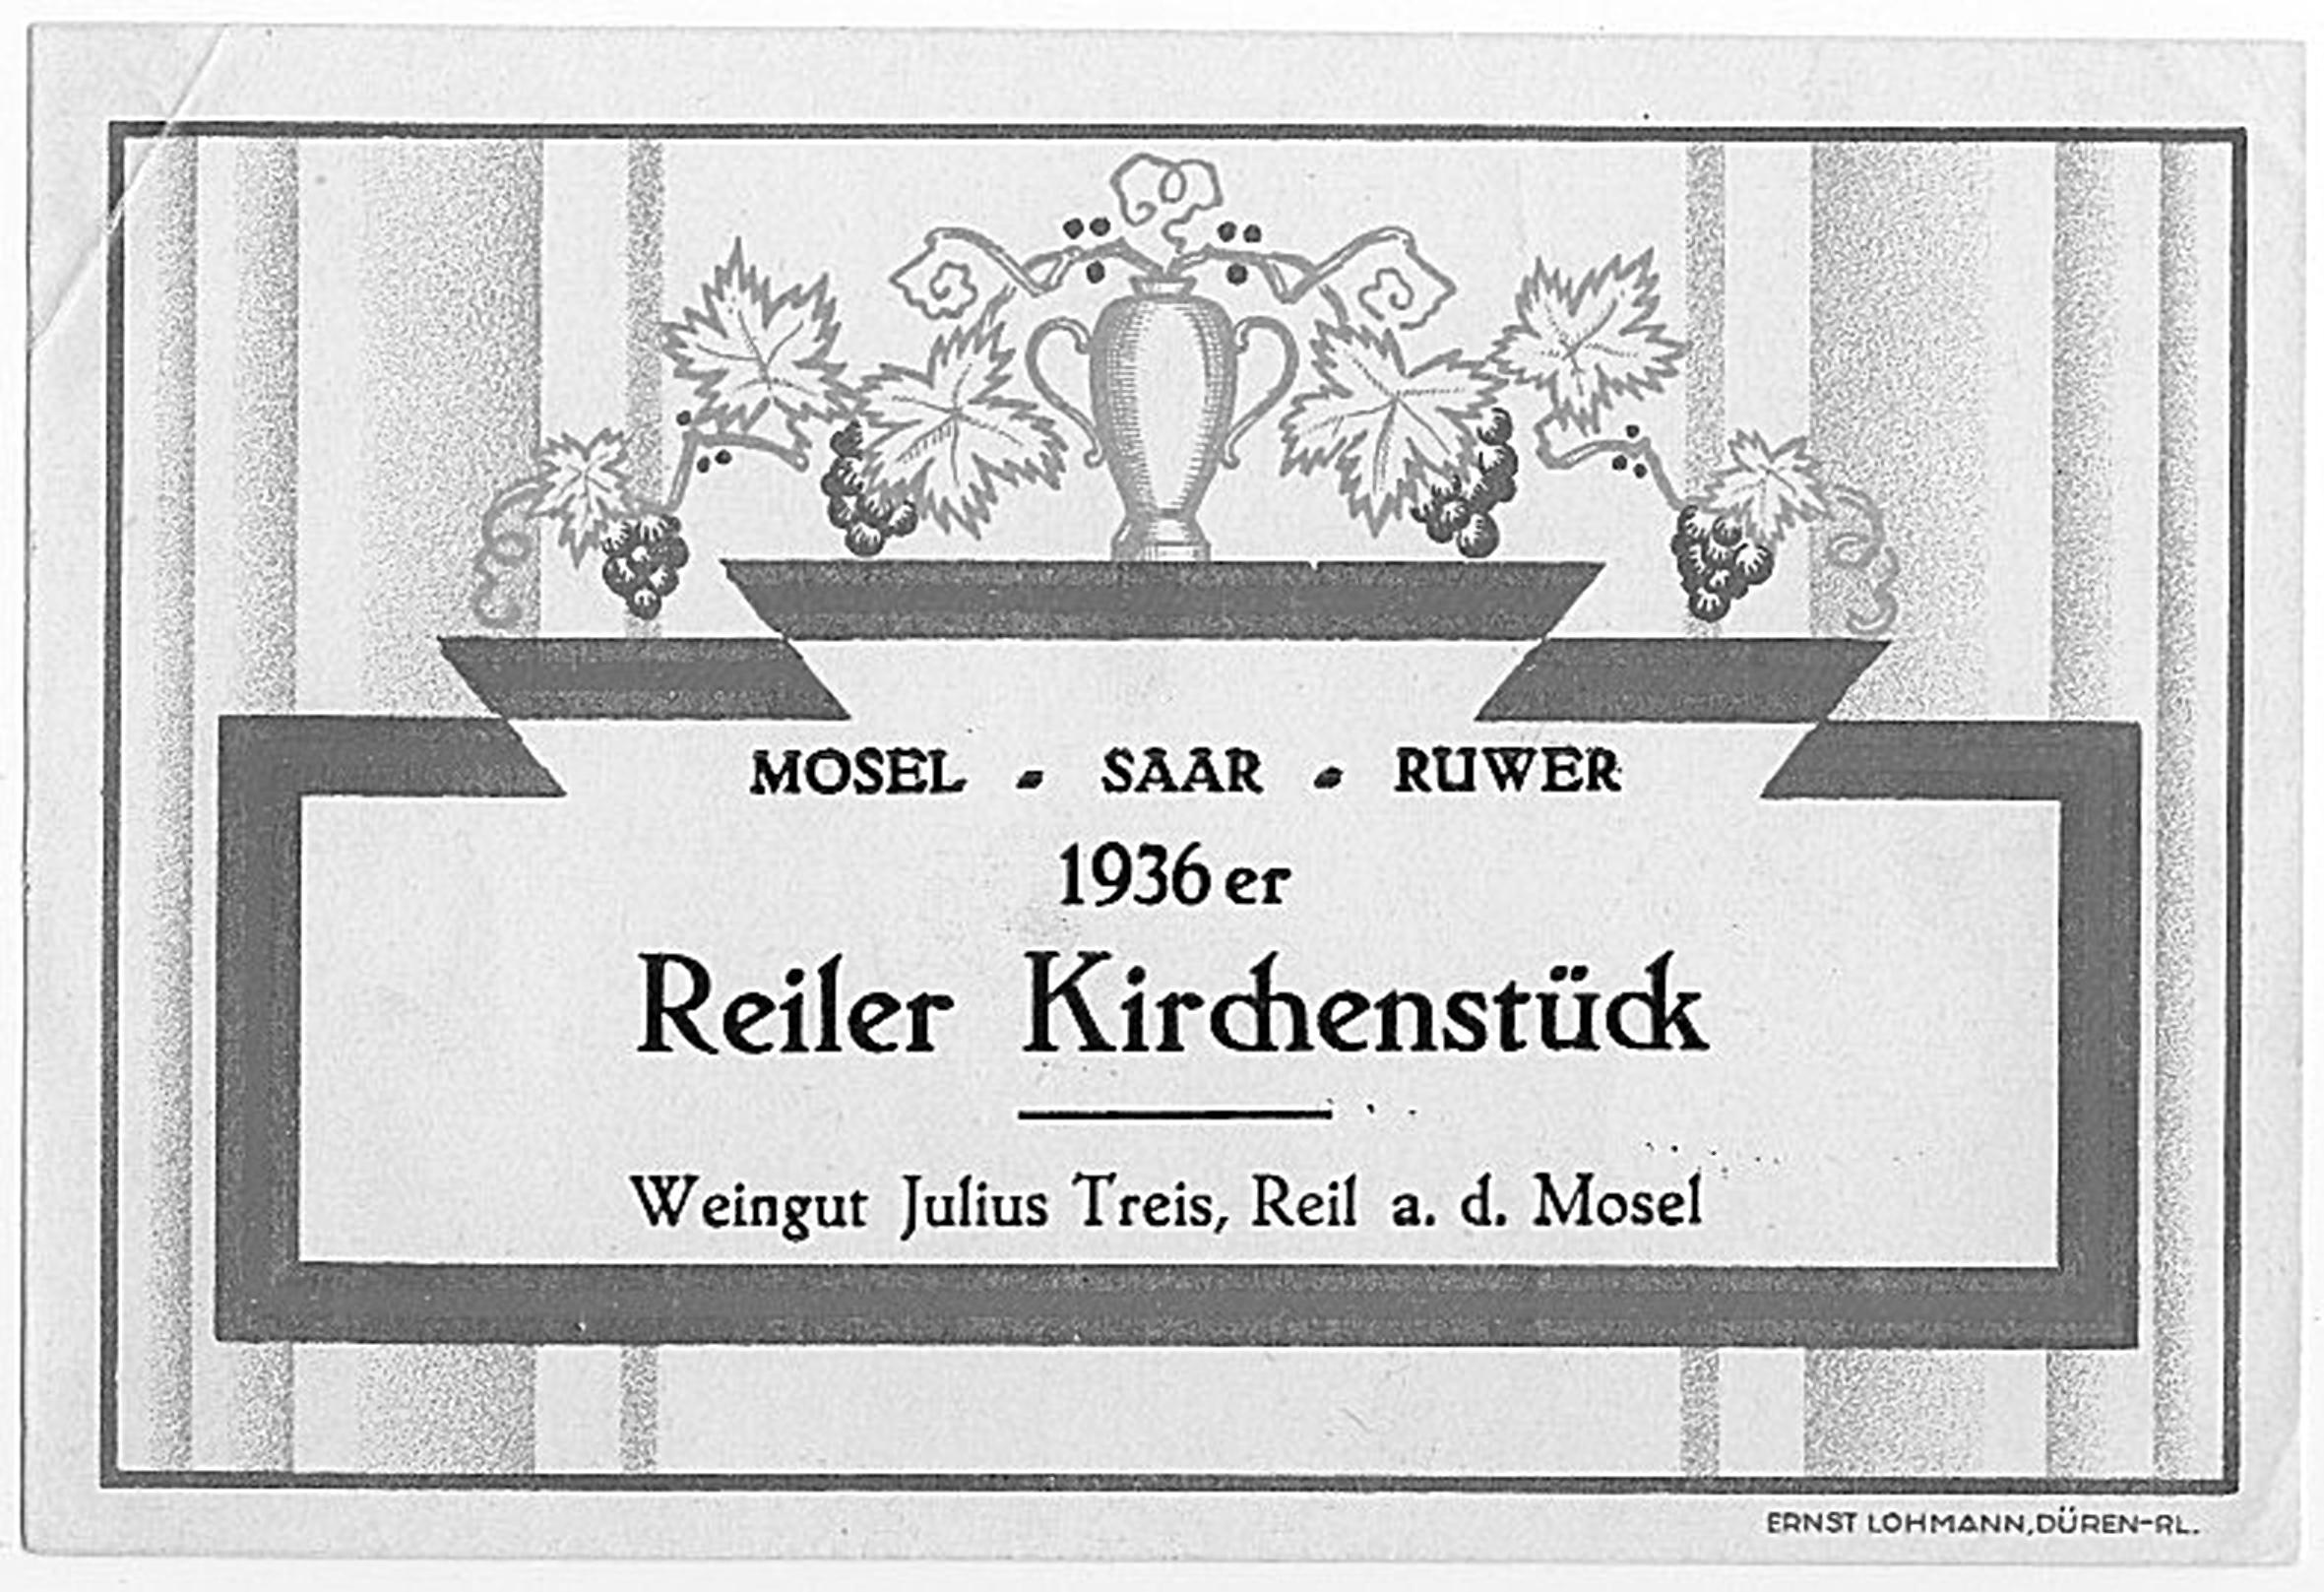 MOSEL - SAAR - RUWER
1936er
Reiler Kirchenstück
Weingut Julius Treis, Reil a. d. Mosel
ERNST LOHMANN, DÜREN-RL.